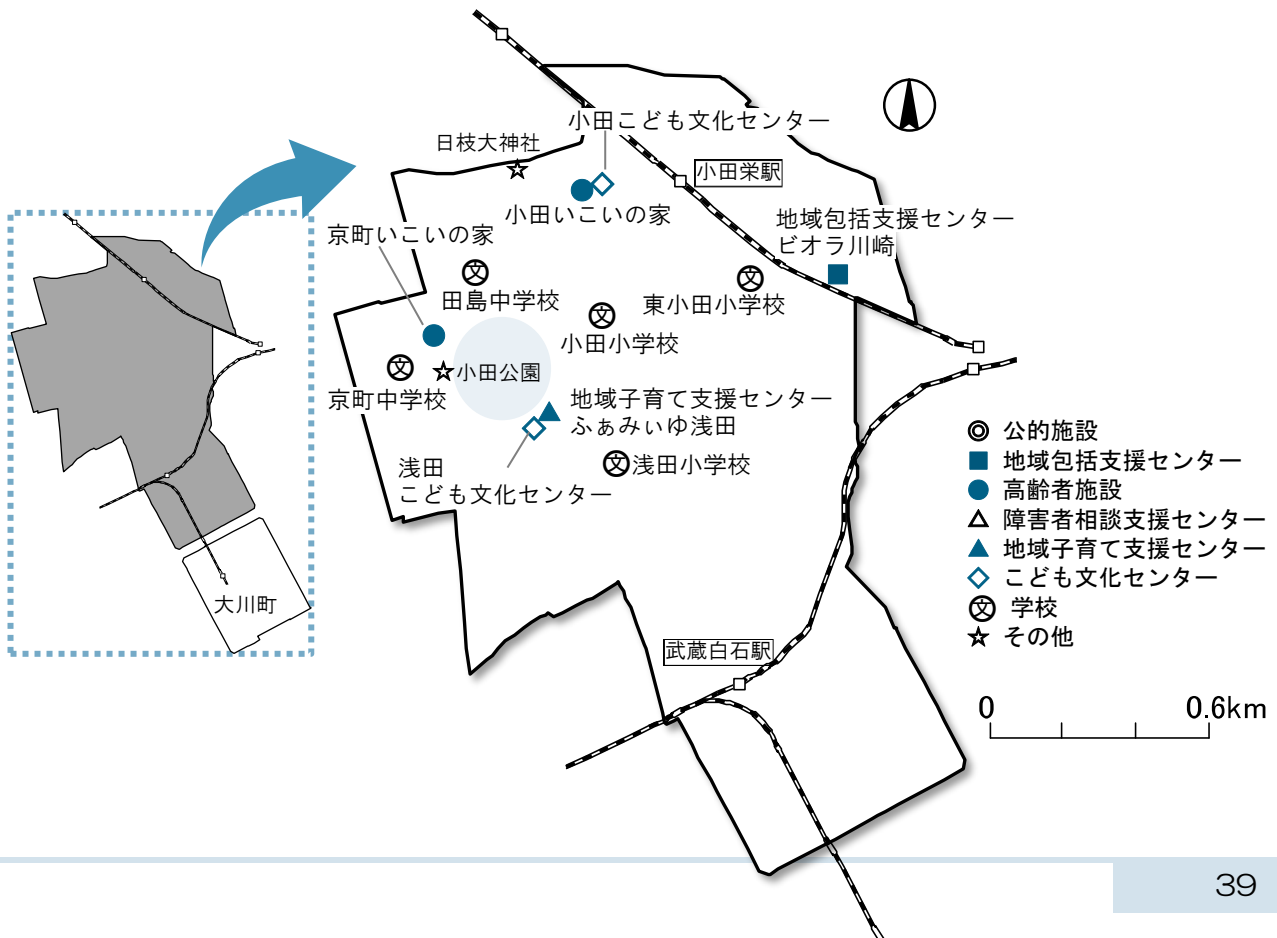 小田こども文化センター
日枝大神社
小田栄駅
小田いこいの家
地域包括支援センター
ビオラ川崎
京町いこいの家
文
田島中学校
文
東小田小学校
文
小田小学校
文
京町中学校
小田公園
地域子育て支援センター
ふぁみぃゆ浅田
文
浅田小学校
浅田
こども文化センター
大川町
武蔵白石駅
公的施設
地域包括支援センター
高齢者施設
障害者相談支援センター
地域子育て支援センター
こども文化センター
文 学校
その他
0 0.6km
39